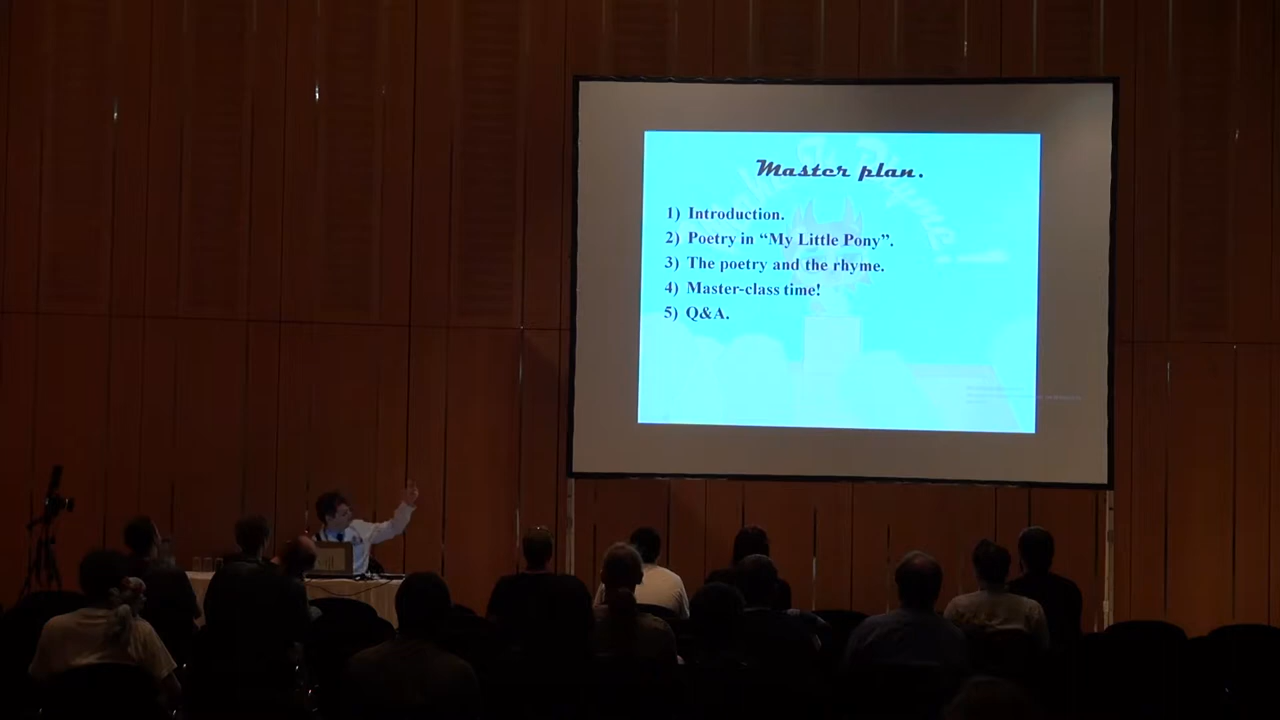 Master plan.
1) Introduction.
2) Poetry in “My Little Pony”.
3) The poetry and the rhyme.
4) Master-class time!
5) Q&A.